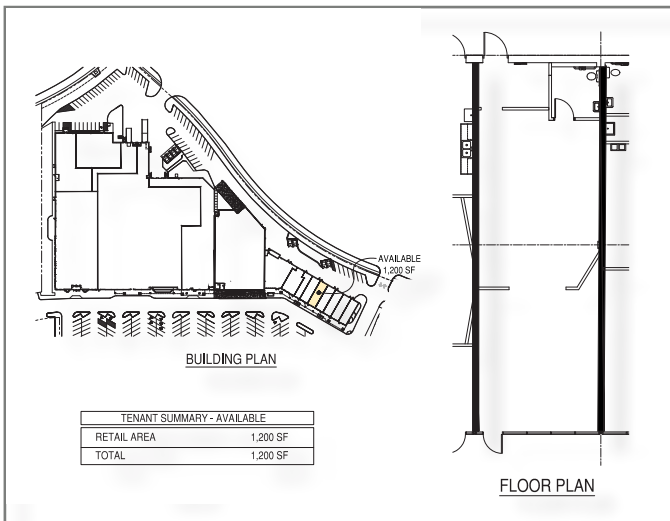 AVAILABLE
1,200 SF
BUILDING PLAN
TENANT SUMMARY - AVAILABLE
RETAIL AREA 1,200 SF
TOTAL 1,200 SF
FLOOR PLAN